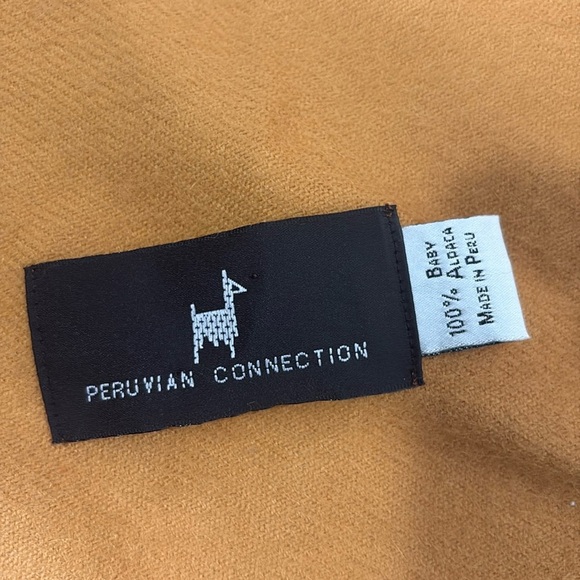 PERUVIAN CONNECTION
100% BABY
ALPACA
MADE IN PERU